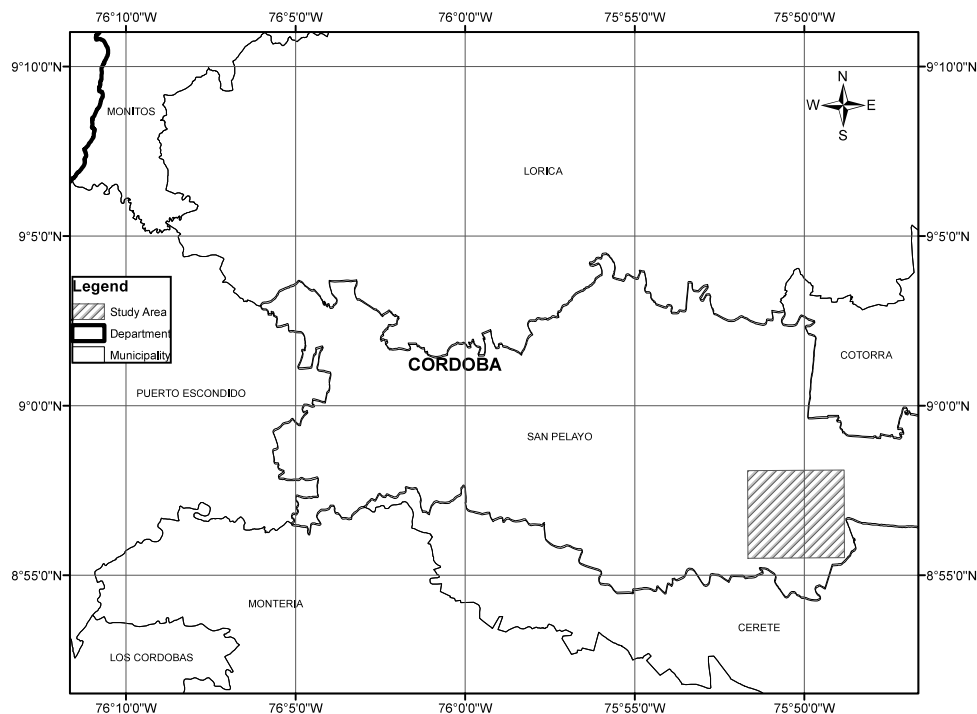 76°10'0"W 76°5'0"W 76°0'0"W 75°55'0"W 75°50'0"W
9°10'0"N 9°10'0"N
N
W E
S
MONITOS
LORICA
9°5'0"N 9°5'0"N
Legend
Study Area
Department
Municipality
COTORRA
CORDOBA
PUERTO ESCONDIDO
9°0'0"N 9°0'0"N
SAN PELAYO
8°55'0"N 8°55'0"N
MONTERIA
CERETE
LOS CORDOBAS
76°10'0"W 76°5'0"W 76°0'0"W 75°55'0"W 75°50'0"W